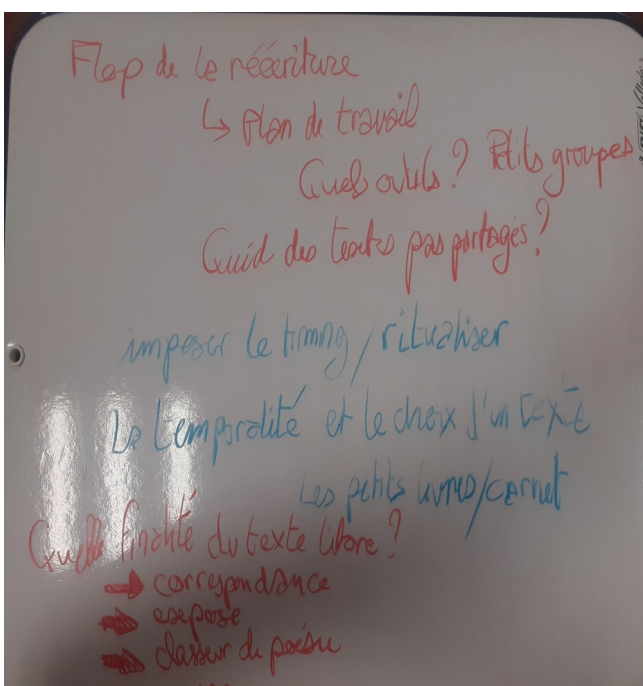 Flop de la réécriture
↳ Plan de travail
Quels outils? Petits groupes
Quid des textes pas partagés?
imposer le timing/ritualiser
La temporalité et le choix d'un texte
Les petits livres/carnet
Quelle finalité du texte libre?
→ correspondance
→ exposé
→ classeur de poésie